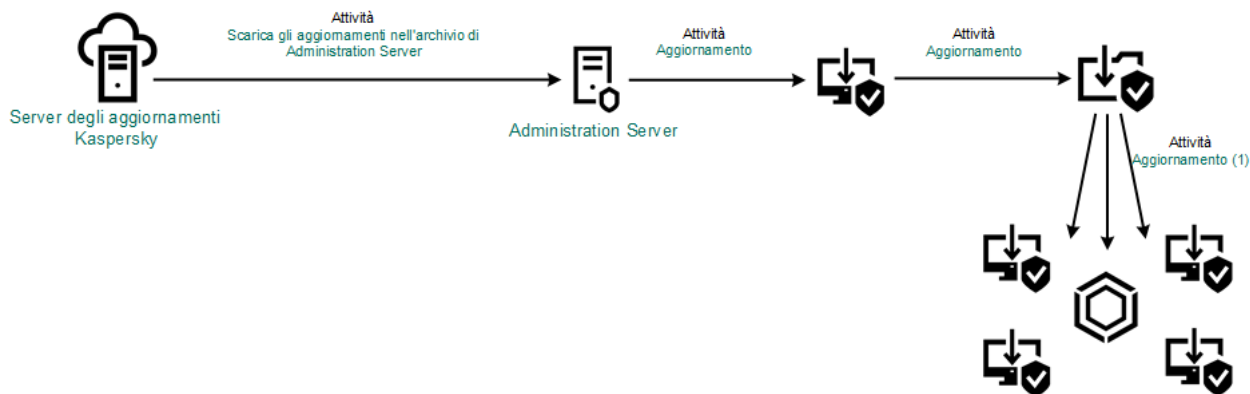 Attività
Scarica gli aggiornamenti nell'archivio di
Administration Server
Attività
Aggiornamento
Attività
Aggiornamento
Server degli aggiornamenti
Kaspersky
Administration Server
Attività
Aggiornamento (1)